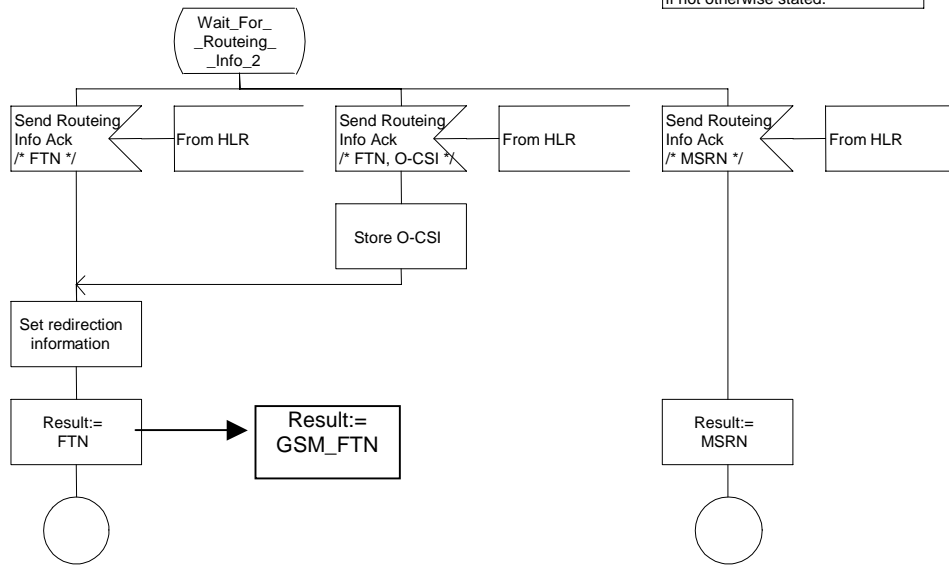 if not otherwise stated.
Wait_For_
_Routeing_
_Info_2
Send Routeing
Info Ack
/* FTN */
From HLR
Send Routeing
Info Ack
/* FTN, O-CSI */
From HLR
Send Routeing
Info Ack
/* MSRN */
From HLR
Store O-CSI
Set redirection
information
Result:=
FTN
Result:=
GSM_FTN
Result:=
MSRN